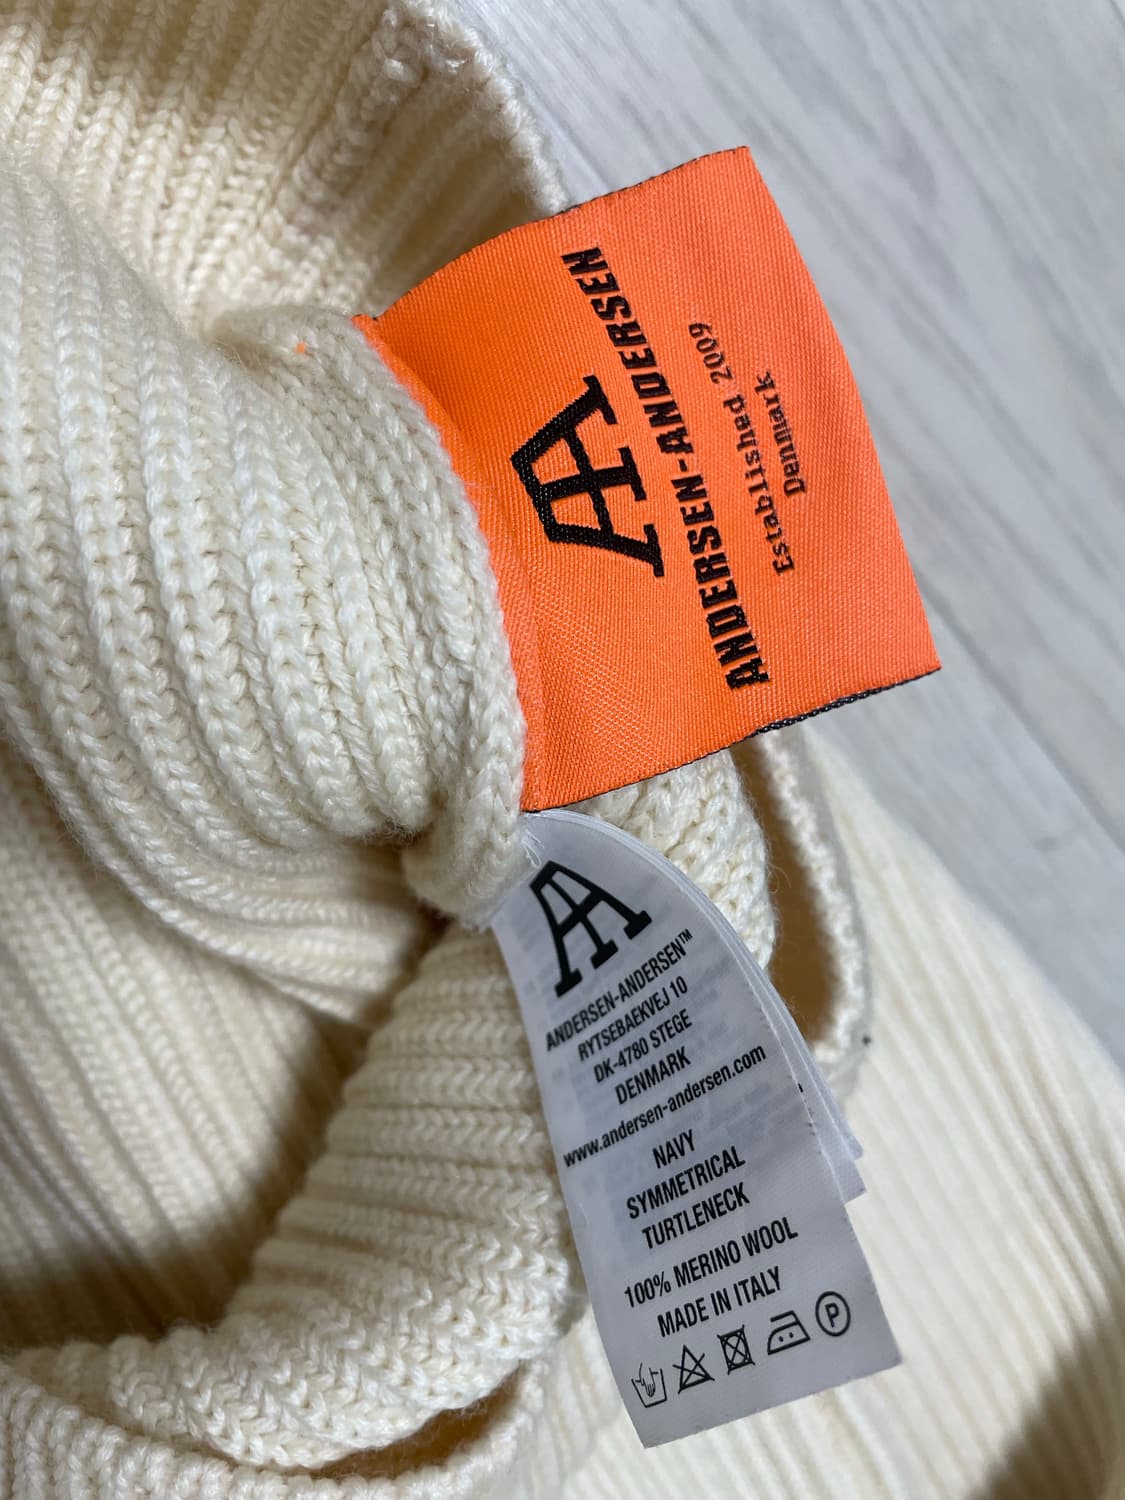 AA
ANDERSEN-ANDERSEN
Established 2009
Denmark
AA
ANDERSEN-ANDERSEN™
RYTSEBAEKVEJ 10
DK-4780 STEGE
DENMARK
www.andersen-andersen.com
NAVY
SYMMETRICAL
TURTLENECK
100% MERINO WOOL
MADE IN ITALY
P